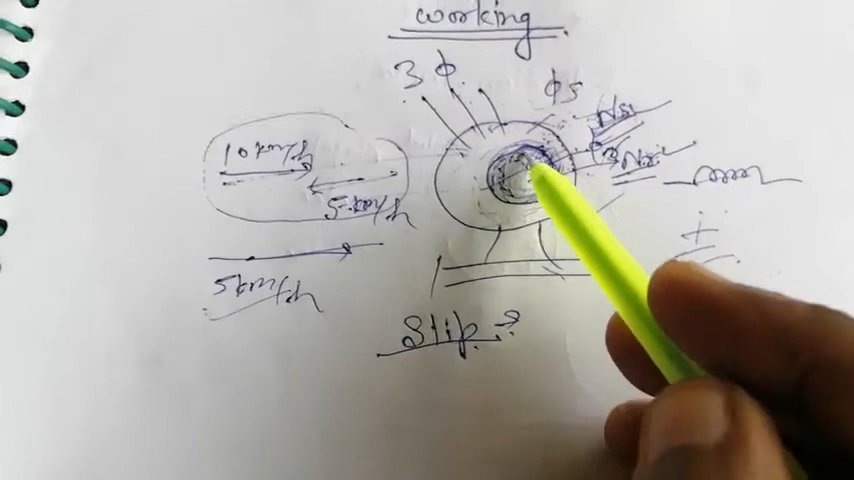 working
3 Φ
Φs
Ns
Nr
10 km/h
5 km/h
5 km/h
i
Slip →